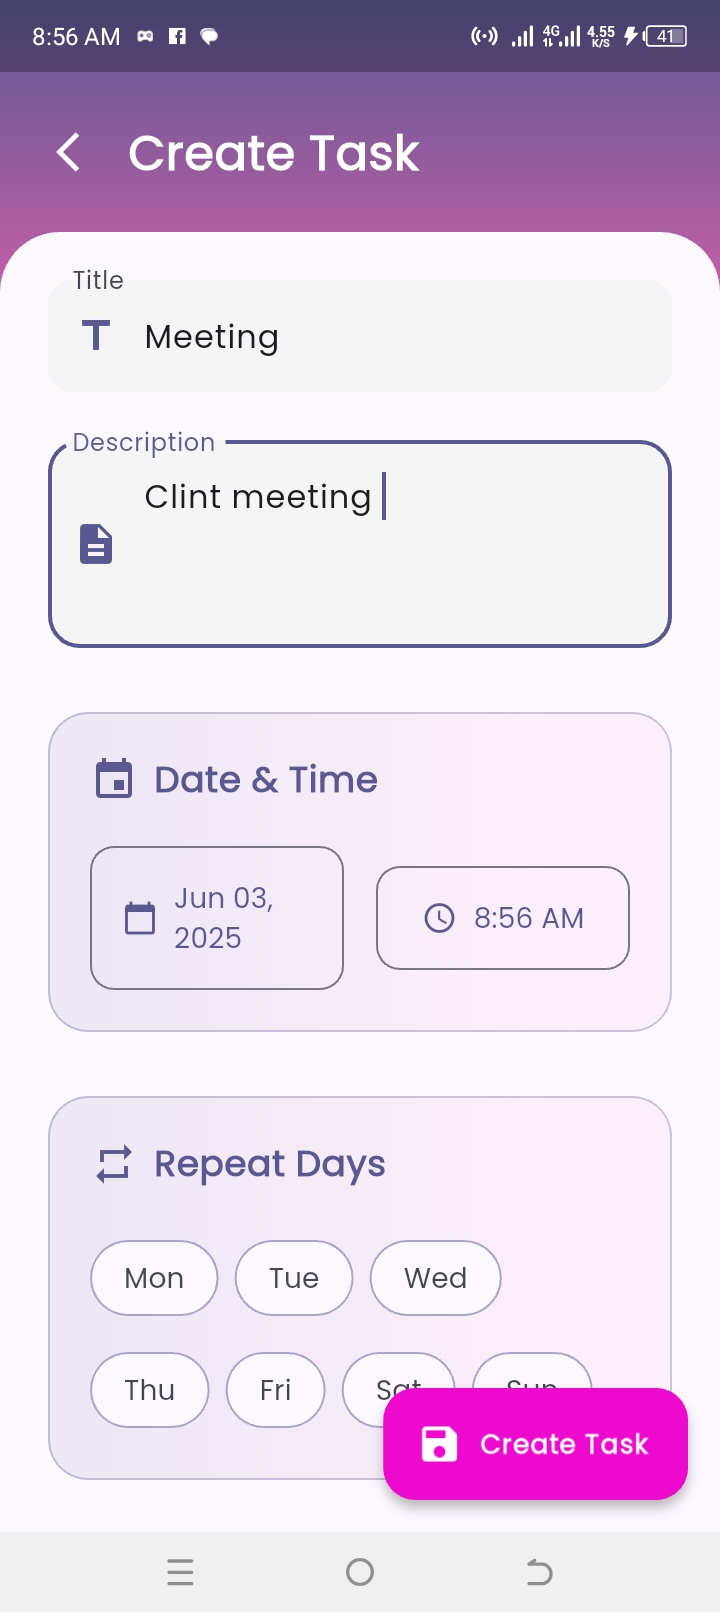 8:56 AM 4G 4.55 K/S 41
Create Task
Title
Meeting
Description
Clint meeting
Date & Time
Jun 03,
2025
8:56 AM
Repeat Days
Mon Tue Wed
Thu Fri Sat Sun
Create Task